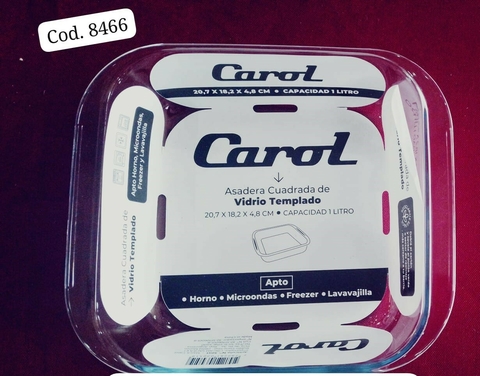 Cod. 8466
Carol
20,7 X 18,2 X 4,8 CM • CAPACIDAD 1 LITRO
Apto Horno, Microondas,
Freezer y Lavavajilla
Asadera Cuadrada de
→ Vidrio Templado
Carol
↓
Asadera Cuadrada de
Vidrio Templado
20,7 X 18,2 X 4,8 CM • CAPACIDAD 1 LITRO
Apto
• Horno • Microondas • Freezer • Lavavajilla
Vidrio Templado
Carol